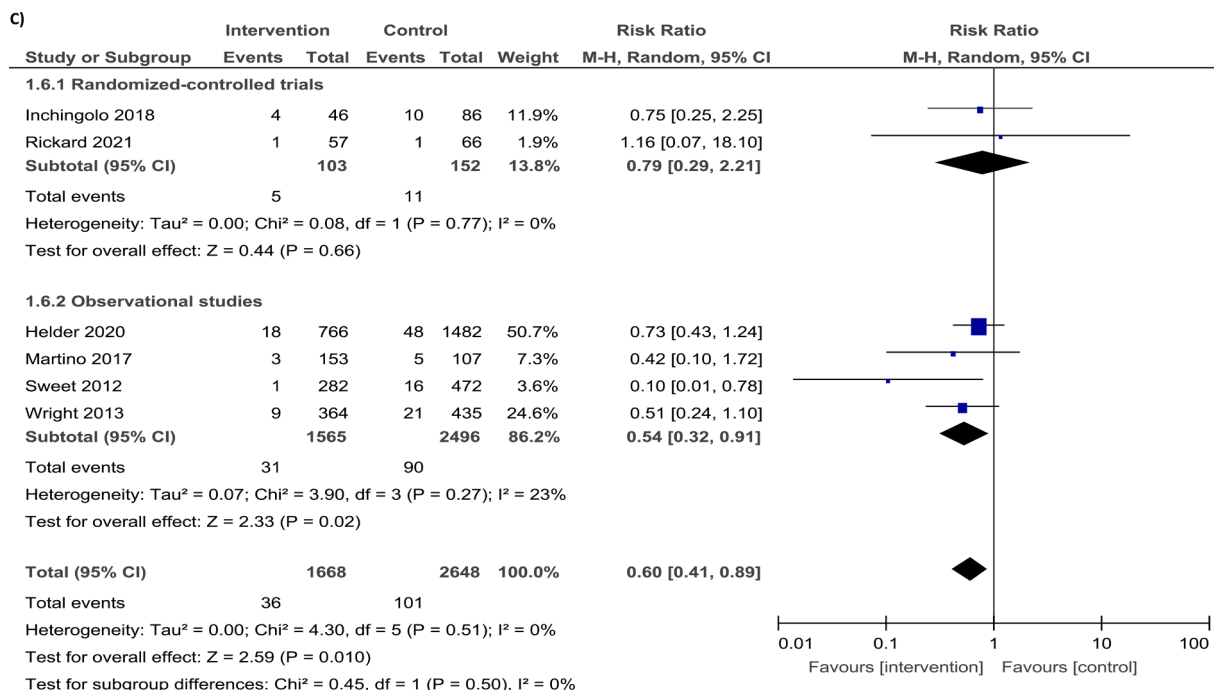 C)
Intervention Control Risk Ratio Risk Ratio
Study or Subgroup Events Total Events Total Weight M-H, Random, 95% CI M-H, Random, 95% CI
1.6.1 Randomized-controlled trials
Inchingolo 2018 4 46 10 86 11.9% 0.75 [0.25, 2.25]
Rickard 2021 1 57 1 66 1.9% 1.16 [0.07, 18.10]
Subtotal (95% CI) 103 152 13.8% 0.79 [0.29, 2.21]
Total events 5 11
Heterogeneity: Tau² = 0.00; Chi² = 0.08, df = 1 (P = 0.77); I² = 0%
Test for overall effect: Z = 0.44 (P = 0.66)
1.6.2 Observational studies
Helder 2020 18 766 48 1482 50.7% 0.73 [0.43, 1.24]
Martino 2017 3 153 5 107 7.3% 0.42 [0.10, 1.72]
Sweet 2012 1 282 16 472 3.6% 0.10 [0.01, 0.78]
Wright 2013 9 364 21 435 24.6% 0.51 [0.24, 1.10]
Subtotal (95% CI) 1565 2496 86.2% 0.54 [0.32, 0.91]
Total events 31 90
Heterogeneity: Tau² = 0.07; Chi² = 3.90, df = 3 (P = 0.27); I² = 23%
Test for overall effect: Z = 2.33 (P = 0.02)
Total (95% CI) 1668 2648 100.0% 0.60 [0.41, 0.89]
Total events 36 101
Heterogeneity: Tau² = 0.00; Chi² = 4.30, df = 5 (P = 0.51); I² = 0%
Test for overall effect: Z = 2.59 (P = 0.010)
Test for subgroup differences: Chi² = 0.45, df = 1 (P = 0.50), I² = 0%
0.01 0.1 1 10 100
Favours [intervention] Favours [control]